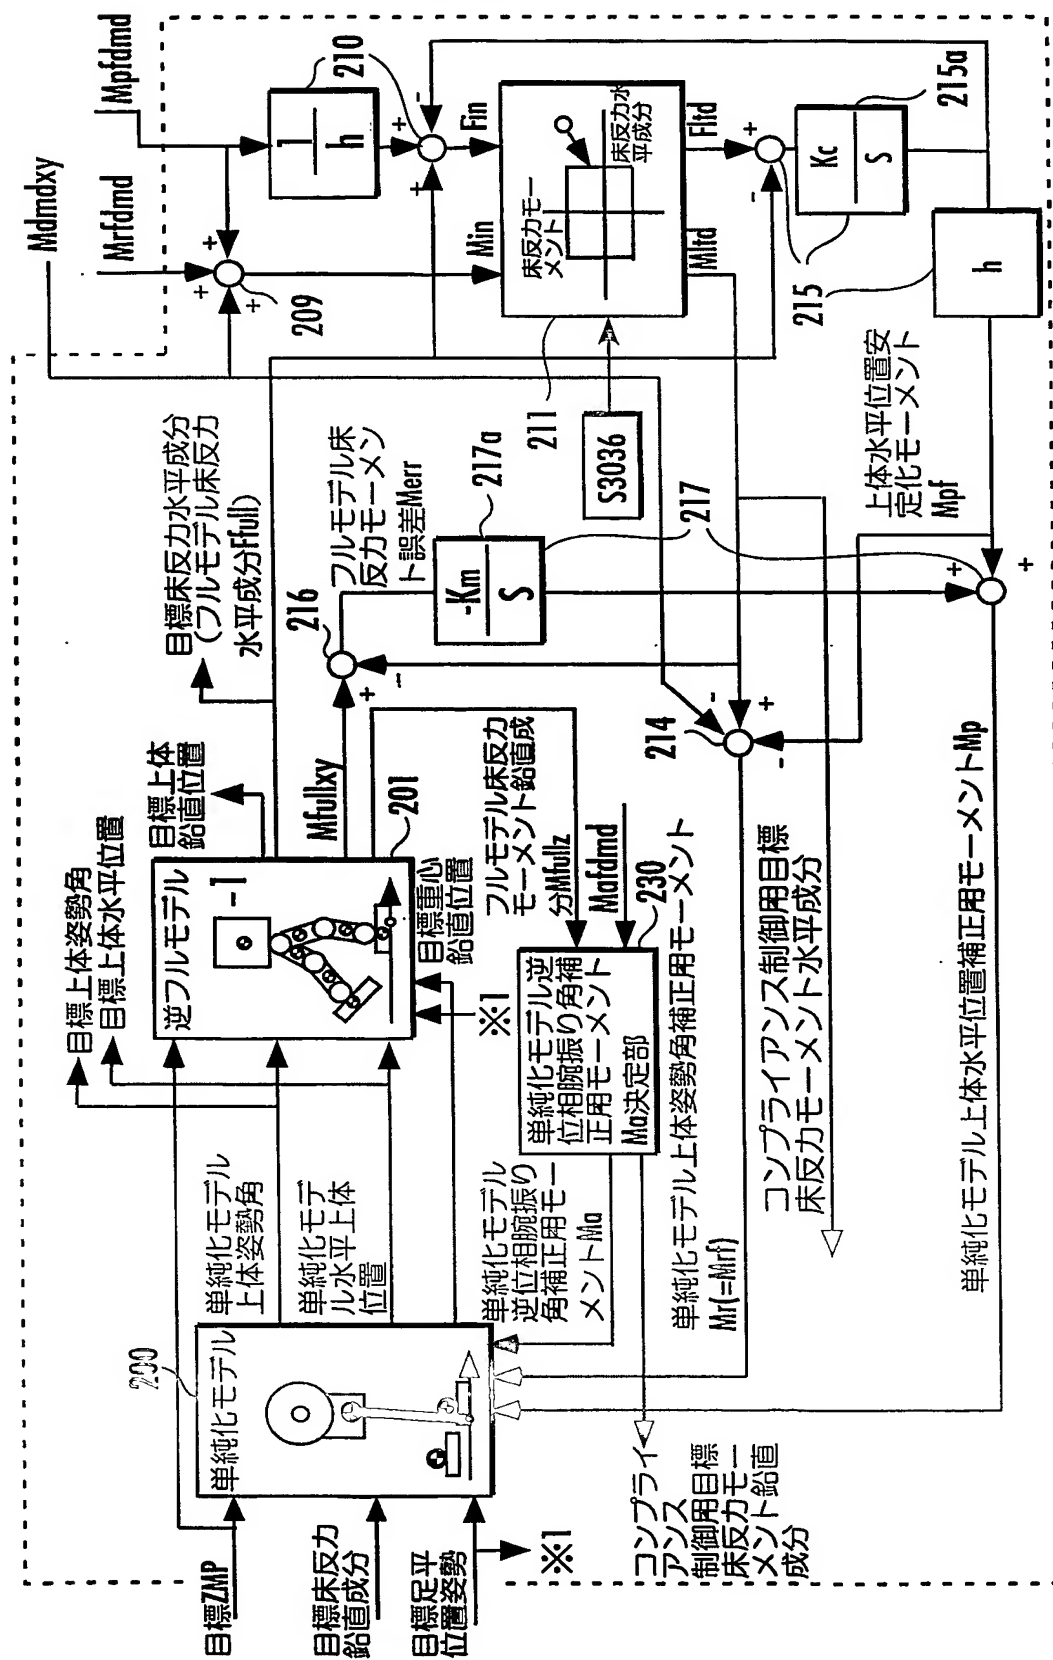 目標ZMP
目標床反力
鉛直成分
目標足平
位置姿勢
※1
200
単純化モデル
単純化モデル
上体姿勢角
単純化モデ
ル水平上体
位置
目標上体姿勢角
目標上体水平位置
目標上体
鉛直位置
逆フルモデル
-1
201
※1
目標重心
鉛直位置
目標床反力水平成分
(フルモデル床反力
水平成分Ffull)
Mfullxy
216
フルモデル床
反力モーメン
ト誤差Merr
217a
-Km
S
217
フルモデル床反力
モーメント鉛直成
分Mfullz
Mafdmd
230
単純化モデル逆
位相腕振り角補
正用モーメント
Ma決定部
単純化モデル
逆位相腕振り
角補正用モー
メントMa
コンプライ
アンス
制御用目標
床反力モー
メント鉛直
成分
単純化モデル上体姿勢角補正用モーメント
Mr(=Mrf)
214
+
-
-
+
-
コンプライアンス制御用目標
床反力モーメント水平成分
単純化モデル上体水平位置補正用モーメントMp
Mdmdxy
Mrfdmd
Mpfdmd
+
+
+
209
1
h
210
+
+
-
Min
Fin
床反力モー
メント
床反力水
平成分
211
S3036
Mltd
Fltd
+
-
Kc
S
215a
215
h
上体水平位置安
定化モーメント
Mpf
+
+